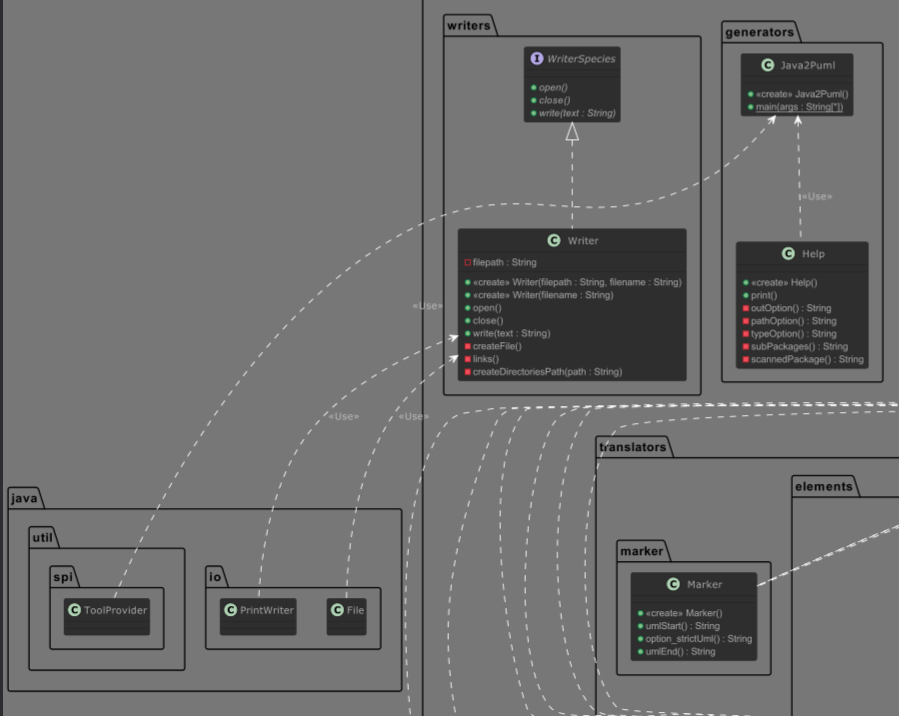 writers
I WriterSpecies
open()
close()
write(text : String)
generators
C Java2Puml
«create» Java2Puml()
main(args : String[*])
«Use»
C Writer
filepath : String
«create» Writer(filepath : String, filename : String)
«create» Writer(filename : String)
open()
close()
write(text : String)
createFile()
links()
createDirectoriesPath(path : String)
C Help
«create» Help()
print()
outOption() : String
pathOption() : String
typeOption() : String
subPackages() : String
scannedPackage() : String
«Use»
«Use»
«Use»
translators
elements
java
util
spi
C ToolProvider
io
C PrintWriter
C File
marker
C Marker
«create» Marker()
umlStart() : String
option_strictUml() : String
umlEnd() : String